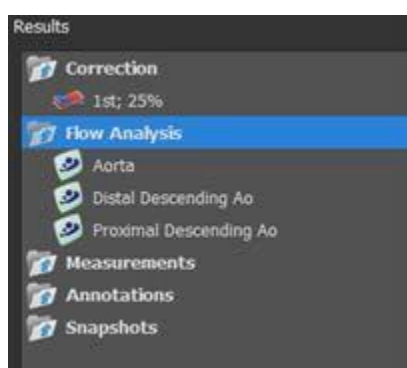 Results
Correction
1st; 25%
Flow Analysis
Aorta
Distal Descending Ao
Proximal Descending Ao
Measurements
Annotations
Snapshots